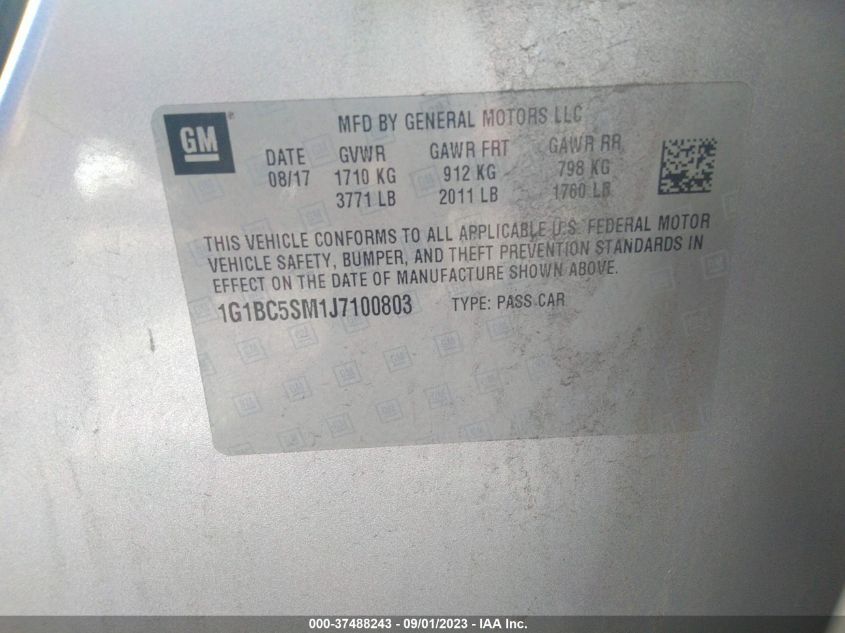 GM
MFD BY GENERAL MOTORS LLC
DATE GVWR GAWR FRT GAWR RR
08/17 1710 KG 912 KG 798 KG
3771 LB 2011 LB 1760 LB
THIS VEHICLE CONFORMS TO ALL APPLICABLE U.S. FEDERAL MOTOR
VEHICLE SAFETY, BUMPER, AND THEFT PREVENTION STANDARDS IN
EFFECT ON THE DATE OF MANUFACTURE SHOWN ABOVE.
1G1BC5SM1J7100803 TYPE: PASS CAR
000-37488243 - 09/01/2023 - IAA Inc.